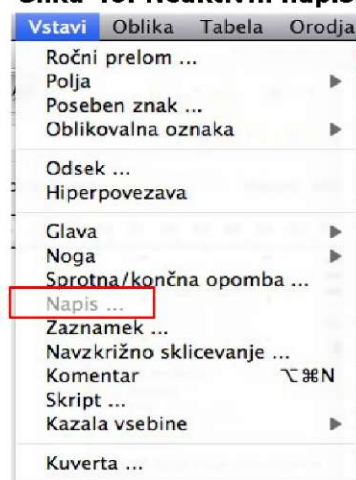 Vstavi Oblika Tabela Orodja
Ročni prelom ...
Polja
Poseben znak ...
Oblikovalna oznaka
Odsek ...
Hiperpovezava
Glava
Noga
Sprotna/končna opomba ...
Napis ...
Zaznamek ...
Navzkrižno sklicevanje ...
Komentar ⌥⌘N
Skript ...
Kazala vsebine
Kuverta ...